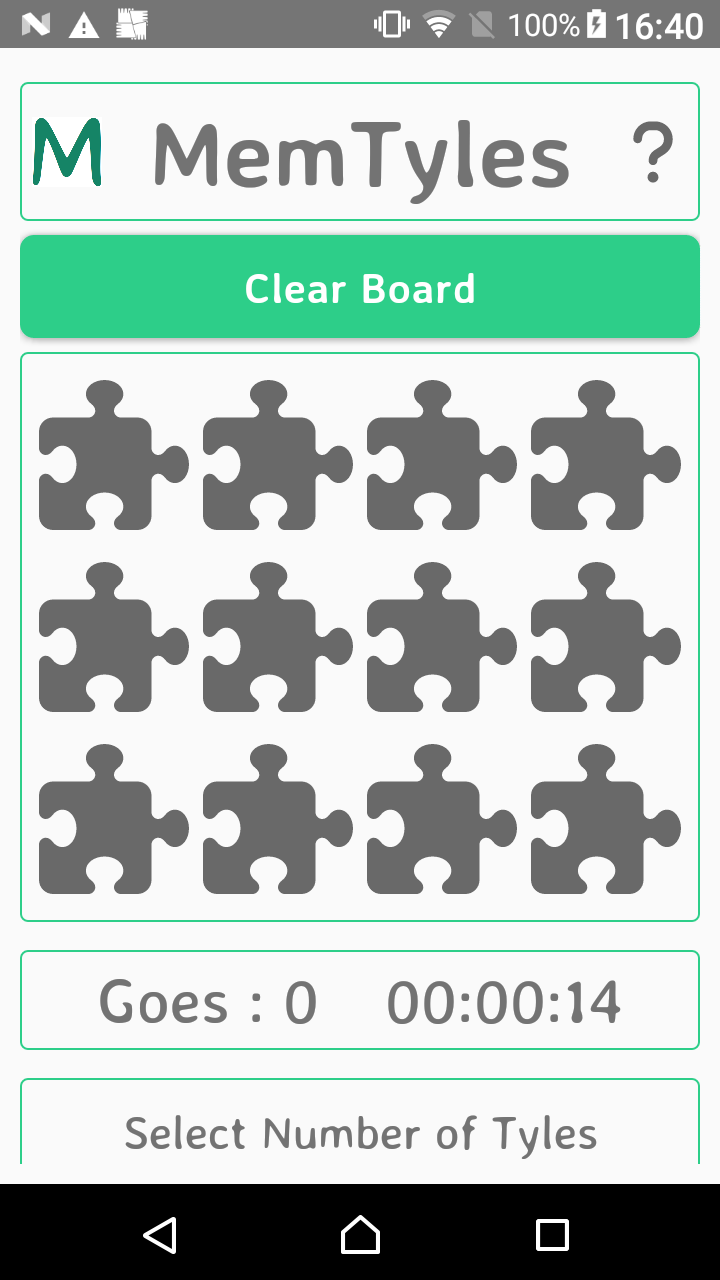 100% 16:40
M MemTyles ?
Clear Board
Goes : 0 00:00:14
Select Number of Tyles